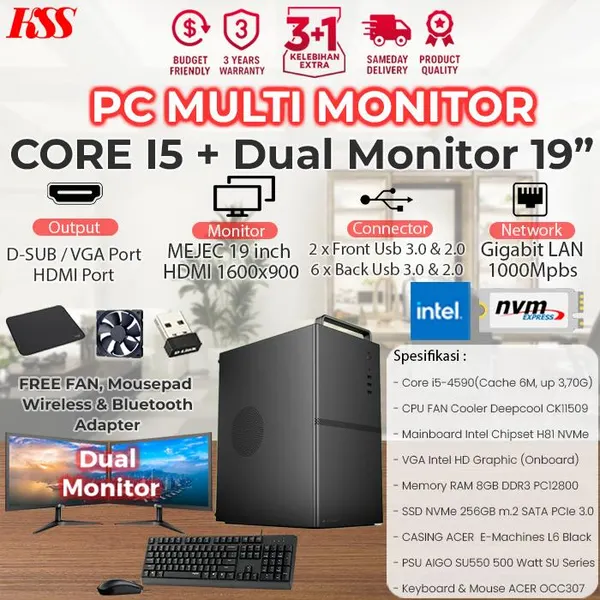 KSS
BUDGET
FRIENDLY
3
3 YEARS
WARRANTY
3+1
KELEBIHAN
EXTRA
SAMEDAY
DELIVERY
PRODUCT
QUALITY
PC MULTI MONITOR
CORE I5 + Dual Monitor 19”
Output
D-SUB / VGA Port
HDMI Port
Monitor
MEJEC 19 inch
HDMI 1600x900
Connector
2 x Front Usb 3.0 & 2.0
6 x Back Usb 3.0 & 2.0
Network
Gigabit LAN
1000Mpbs
intel.
nvm
EXPRESS
FREE FAN, Mousepad
Wireless & Bluetooth
Adapter
Dual
Monitor
Spesifikasi :
- Core i5-4590(Cache 6M, up 3,70G)
- CPU FAN Cooler Deepcool CK11509
- Mainboard Intel Chipset H81 NVMe
- VGA Intel HD Graphic (Onboard)
- Memory RAM 8GB DDR3 PC12800
- SSD NVMe 256GB m.2 SATA PCIe 3.0
- CASING ACER E-Machines L6 Black
- PSU AIGO SU550 500 Watt SU Series
- Keyboard & Mouse ACER OCC307